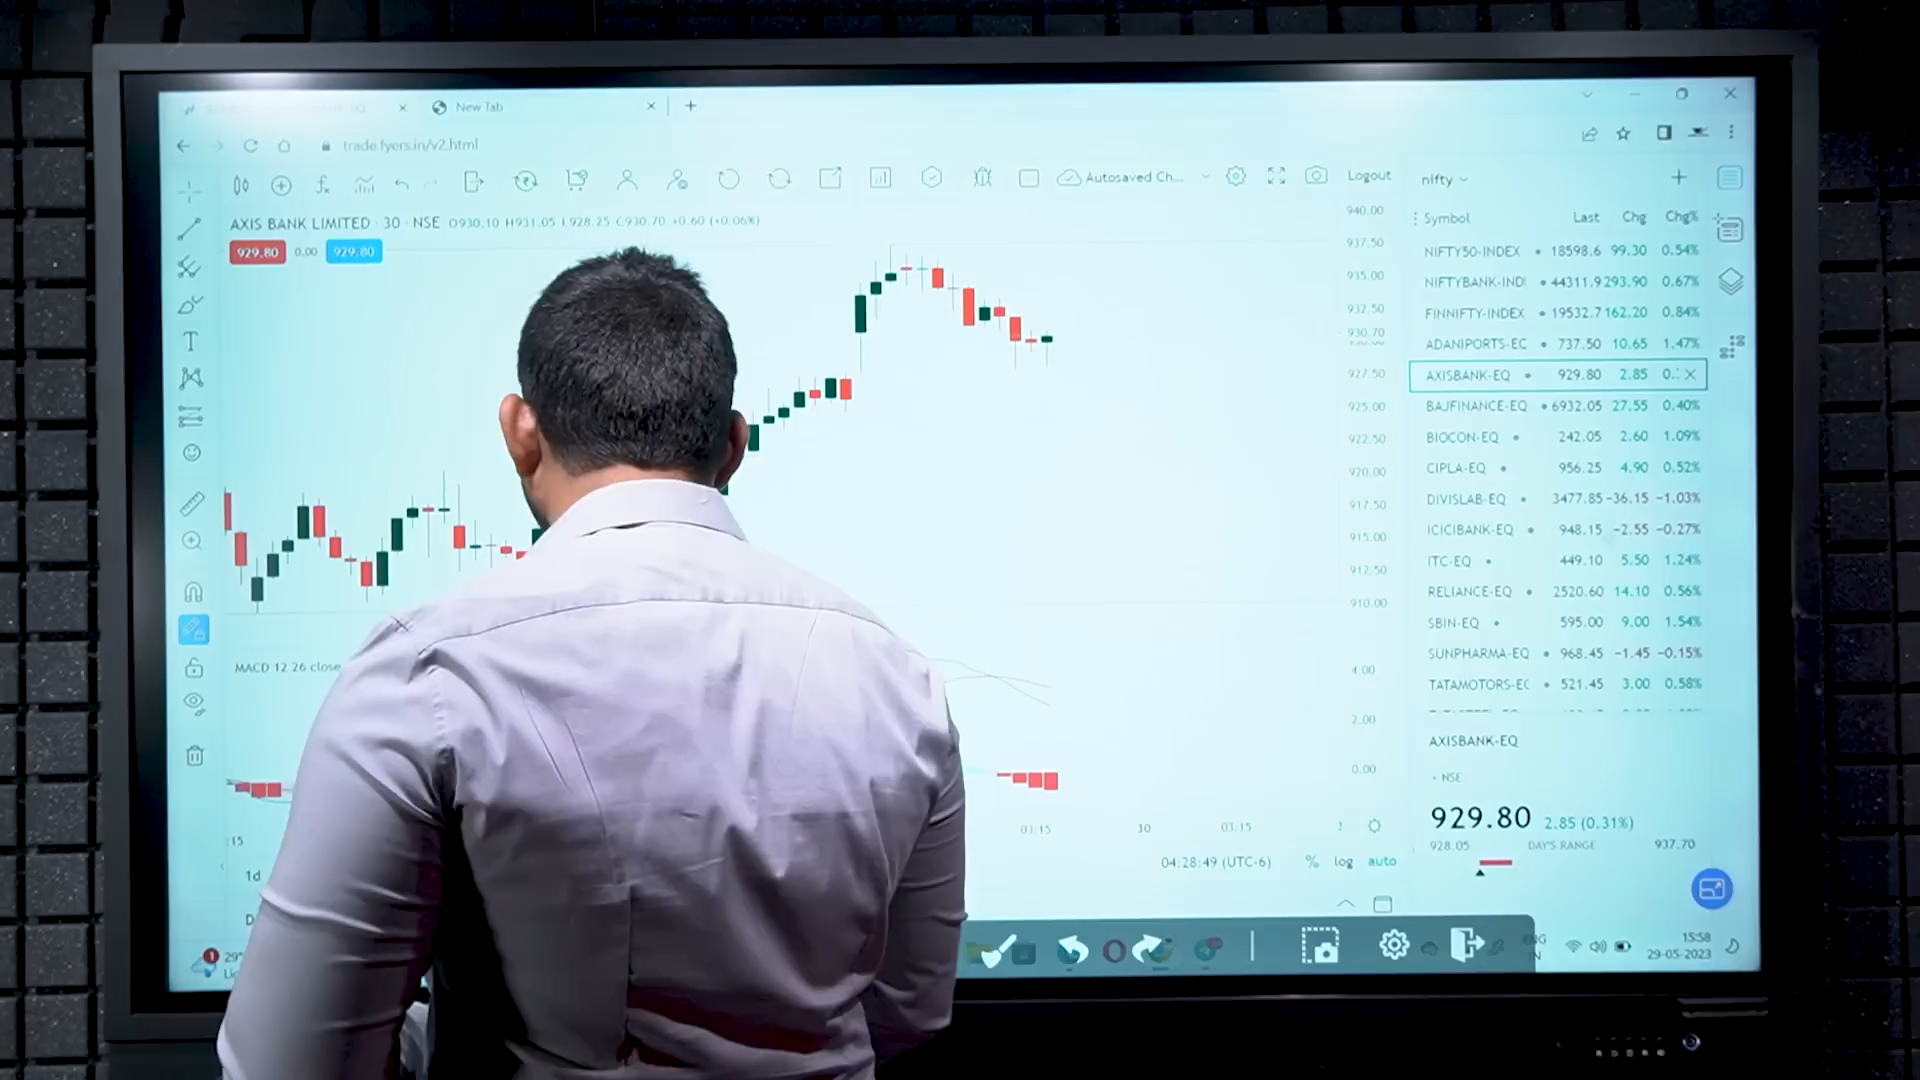 New Tab
trade.fyers.in/v2.html
Autosaved Ch...
Logout
AXIS BANK LIMITED · 30 · NSE O930.10 H931.05 L928.25 C930.70 +0.60 (+0.06%)
929.80 0.00 929.80
940.00
937.50
935.00
932.50
930.70
927.50
925.00
922.50
920.00
917.50
915.00
912.50
910.00
MACD 12 26 close
4.00
2.00
0.00
:15
03:15
30
03:15
1d
04:28:49 (UTC-6) % log auto
nifty
Symbol Last Chg Chg%
NIFTY50-INDEX 18598.6 99.30 0.54%
NIFTYBANK-INDI 44311.9 293.90 0.67%
FINNIFTY-INDEX 19532.7 162.20 0.84%
ADANIPORTS-EC 737.50 10.65 1.47%
AXISBANK-EQ 929.80 2.85
BAJFINANCE-EQ 6932.05 27.55 0.40%
BIOCON-EQ 242.05 2.60 1.09%
CIPLA-EQ 956.25 4.90 0.52%
DIVISLAB-EQ 3477.85 -36.15 -1.03%
ICICIBANK-EQ 948.15 -2.55 -0.27%
ITC-EQ 449.10 5.50 1.24%
RELIANCE-EQ 2520.60 14.10 0.56%
SBIN-EQ 595.00 9.00 1.54%
SUNPHARMA-EQ 968.45 -1.45 -0.15%
TATAMOTORS-EC 521.45 3.00 0.58%
AXISBANK-EQ
NSE
929.80 2.85 (0.31%)
928.05 DAY'S RANGE 937.70
1
29°
15:58
29-05-2023